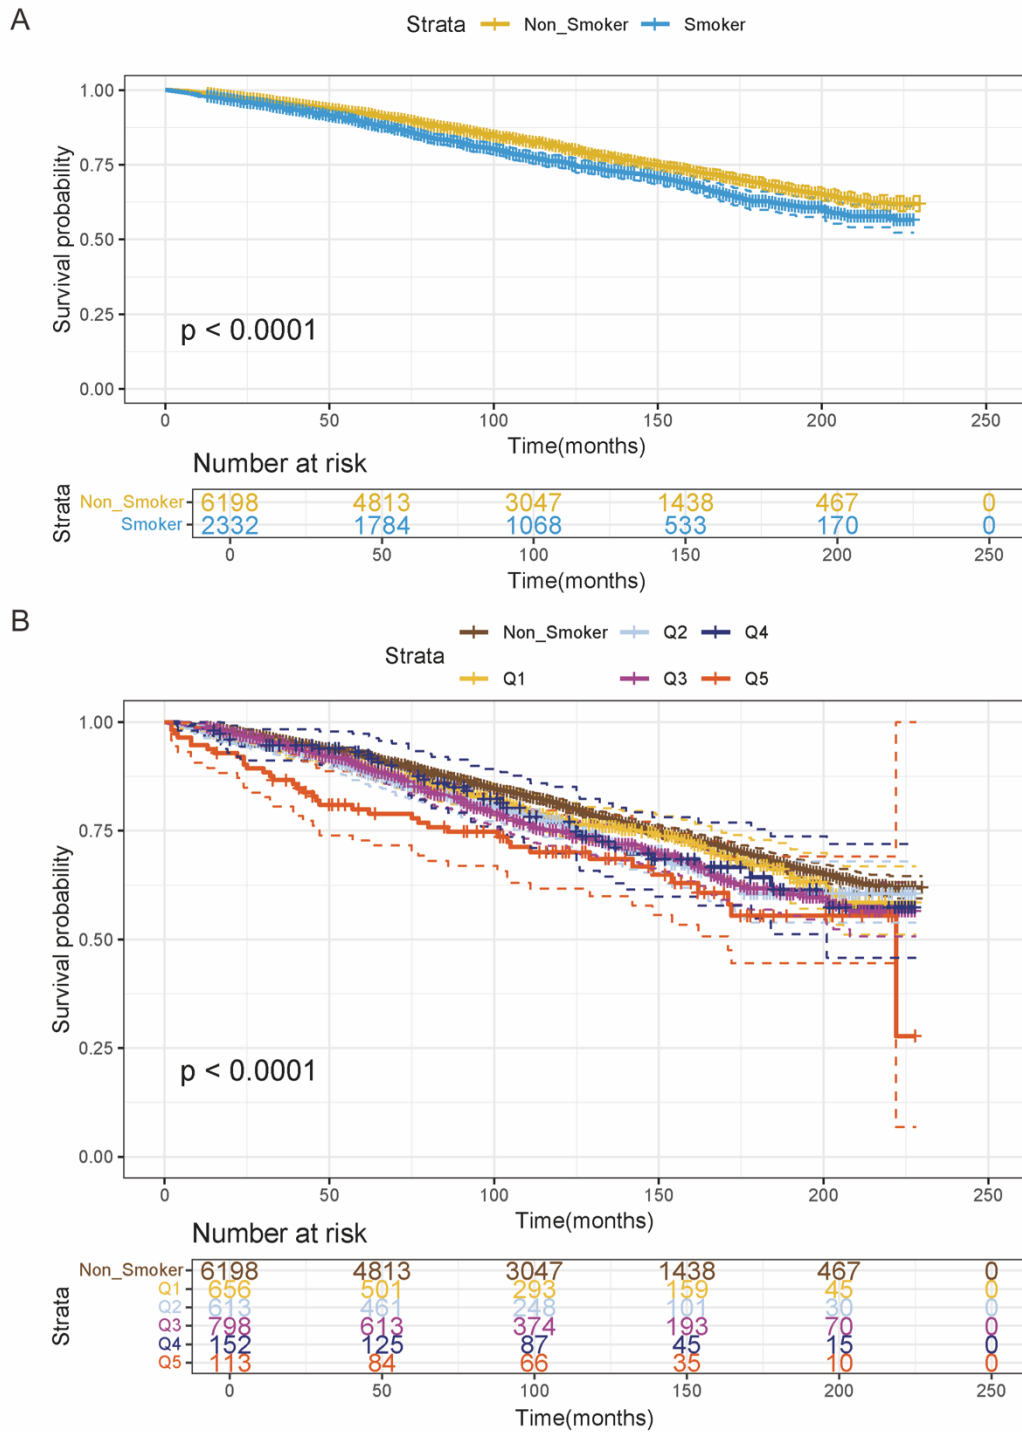 A
Strata Non_Smoker Smoker
1.00
0.75
0.50
0.25
0.00
Survival probability
p < 0.0001
0 50 100 150 200 250
Time(months)
Number at risk
Strata
Non_Smoker 6198 4813 3047 1438 467 0
Smoker 2332 1784 1068 533 170 0
0 50 100 150 200 250
Time(months)
B
Strata
Non_Smoker Q2 Q4
Q1 Q3 Q5
1.00
0.75
0.50
0.25
0.00
Survival probability
p < 0.0001
0 50 100 150 200 250
Time(months)
Number at risk
Strata
Non_Smoker 6198 4813 3047 1438 467 0
Q1 656 501 293 159 45 0
Q2 613 461 248 101 30 0
Q3 798 613 374 193 70 0
Q4 152 125 87 45 15 0
Q5 113 84 66 35 10 0
0 50 100 150 200 250
Time(months)